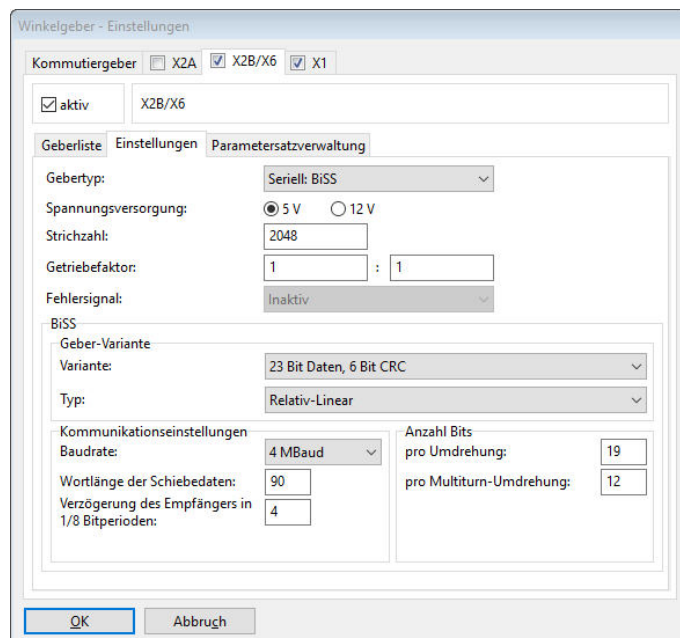 Winkelgeber - Einstellungen
Kommutiergeber X2A X2B/X6 X1
aktiv X2B/X6
Geberliste Einstellungen Parametersatzverwaltung
Gebertyp: Seriell: BiSS
Spannungsversorgung: 5 V 12 V
Strichzahl: 2048
Getriebefaktor: 1 : 1
Fehlersignal: Inaktiv
BiSS
Geber-Variante
Variante: 23 Bit Daten, 6 Bit CRC
Typ: Relativ-Linear
Kommunikationseinstellungen
Baudrate: 4 MBaud
Wortlänge der Schiebedaten: 90
Verzögerung des Empfängers in
1/8 Bitperioden: 4
Anzahl Bits
pro Umdrehung: 19
pro Multiturn-Umdrehung: 12
OK Abbruch